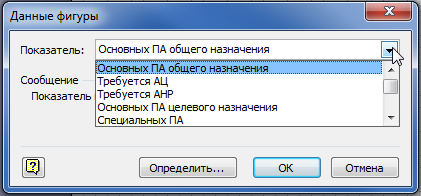 Данные фигуры
Показатель: Основных ПА общего назначения
Основных ПА общего назначения
Требуется АЦ
Требуется АНР
Основных ПА целевого назначения
Специальных ПА
Сообщение
Показатель
Определить... ОК Отмена